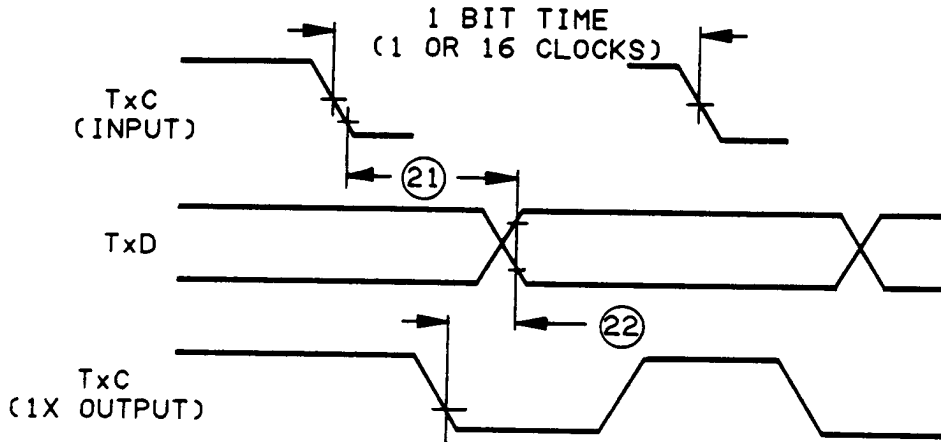 1 BIT TIME
(1 OR 16 CLOCKS)
TxC
(INPUT)
21
TxD
22
TxC
(1X OUTPUT)